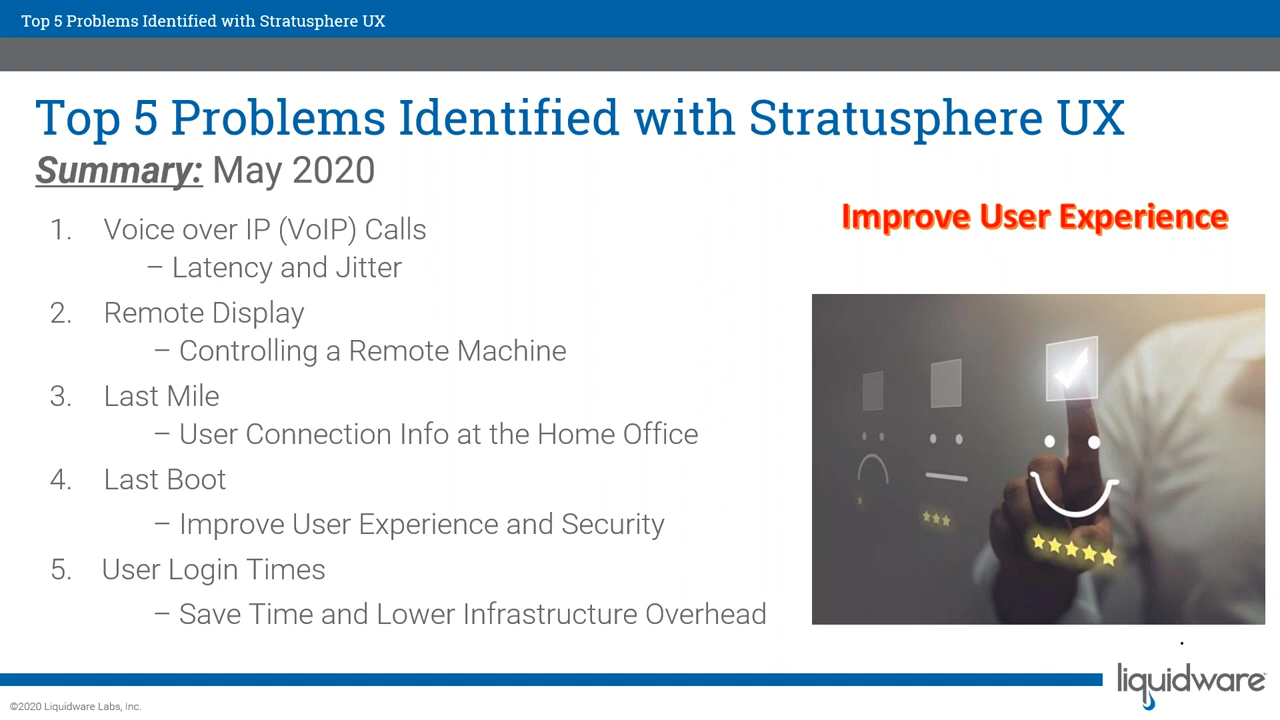 Top 5 Problems Identified with Stratusphere UX
Top 5 Problems Identified with Stratusphere UX
Summary: May 2020
1. Voice over IP (VoIP) Calls
– Latency and Jitter
2. Remote Display
– Controlling a Remote Machine
3. Last Mile
– User Connection Info at the Home Office
4. Last Boot
– Improve User Experience and Security
5. User Login Times
– Save Time and Lower Infrastructure Overhead
Improve User Experience
liquidware
©2020 Liquidware Labs, Inc.